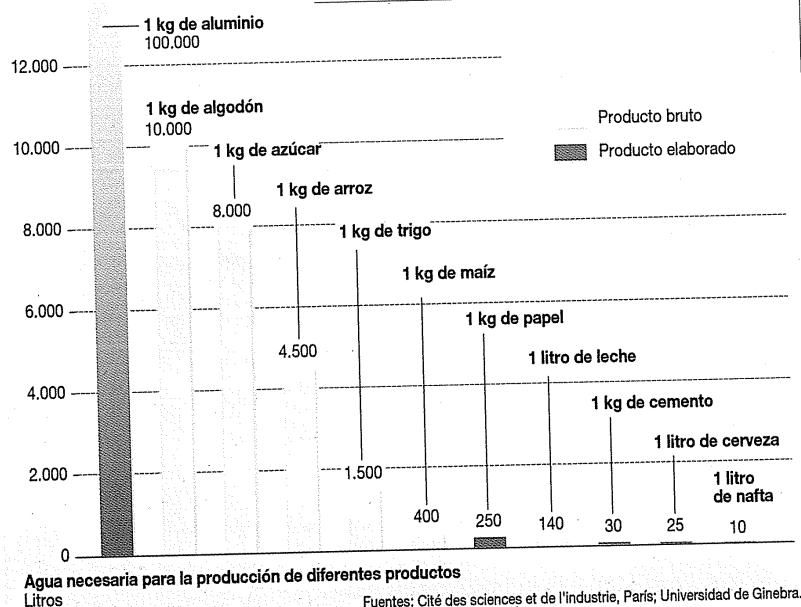 1 kg de aluminio
100.000
12.000
1 kg de algodón
10.000
10.000
1 kg de azúcar
8.000
8.000
1 kg de arroz
4.500
1 kg de trigo
1.500
1 kg de maíz
400
1 kg de papel
250
1 litro de leche
140
1 kg de cemento
30
1 litro de cerveza
25
1 litro
de nafta
10
6.000
4.000
2.000
0
Producto bruto
Producto elaborado
Agua necesaria para la producción de diferentes productos
Litros
Fuentes: Cité des sciences et de l'industrie, París; Universidad de Ginebra.